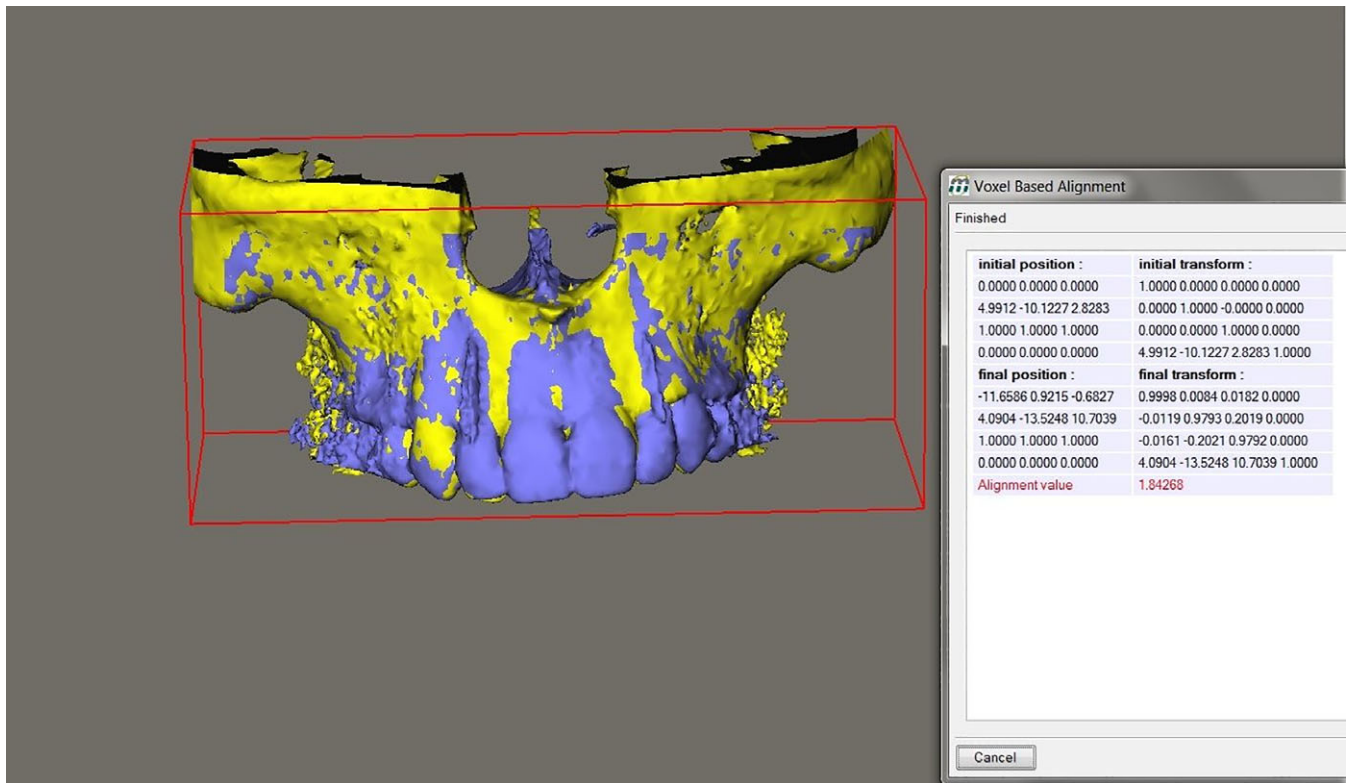 Voxel Based Alignment
Finished
initial position : initial transform :
0.0000 0.0000 0.0000 1.0000 0.0000 0.0000 0.0000
4.9912 -10.1227 2.8283 0.0000 1.0000 -0.0000 0.0000
1.0000 1.0000 1.0000 0.0000 0.0000 1.0000 0.0000
0.0000 0.0000 0.0000 4.9912 -10.1227 2.8283 1.0000
final position : final transform :
-11.6586 0.9215 -0.6827 0.9998 0.0084 0.0182 0.0000
4.0904 -13.5248 10.7039 -0.0119 0.9793 0.2019 0.0000
1.0000 1.0000 1.0000 -0.0161 -0.2021 0.9792 0.0000
0.0000 0.0000 0.0000 4.0904 -13.5248 10.7039 1.0000
Alignment value 1.84268
Cancel